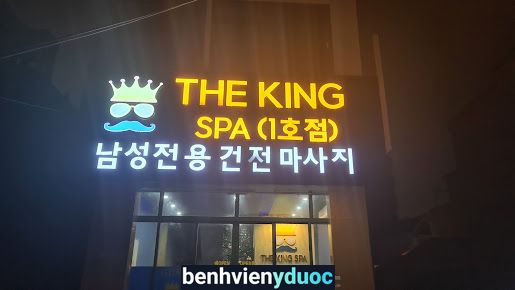 THE KING
SPA (1호점)
남성전용 건전 마사지
THE KING SPA
benhvienyduoc